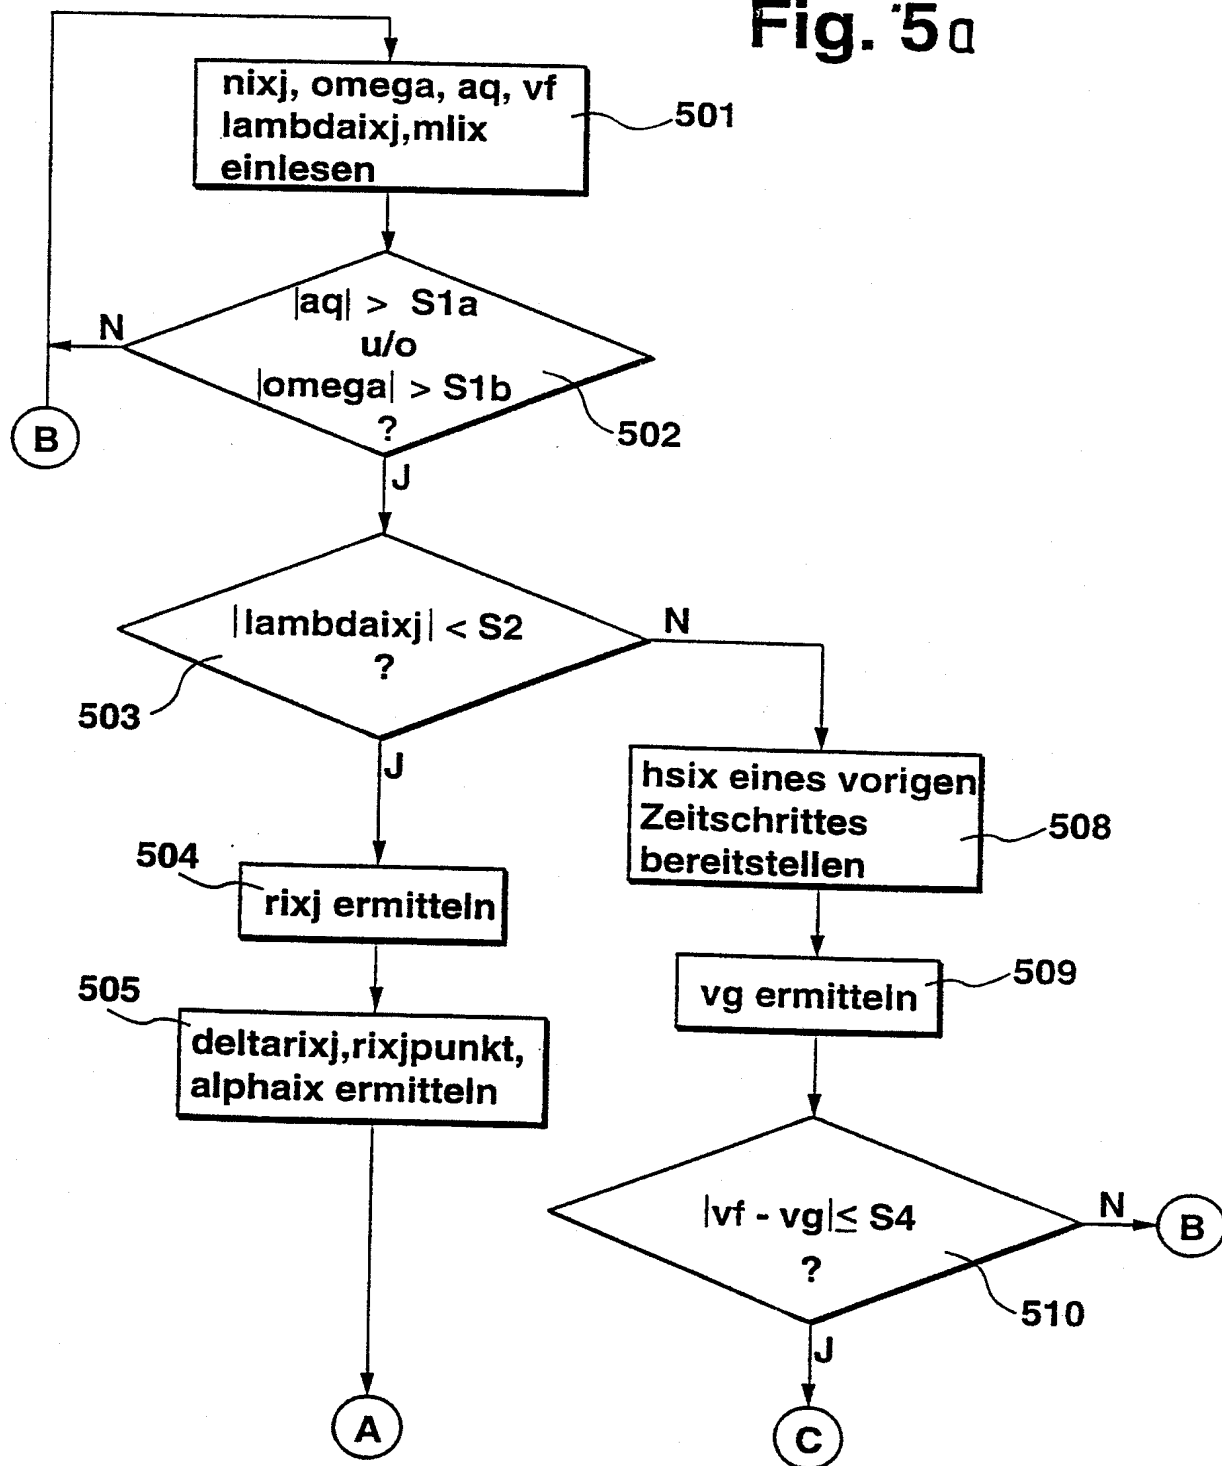 Fig. 5a
nixj, omega, aq, vf
lambdaixj,mlix
einlesen
501
|aq| > S1a
u/o
|omega| > S1b
?
502
N
B
J
|lambdaixj| < S2
?
503
N
J
hsix eines vorigen
Zeitschrittes
bereitstellen
508
504
rixj ermitteln
vg ermitteln
509
505
deltarixj,rixjpunkt,
alphaix ermitteln
|vf - vg| ≤ S4
?
510
N
B
J
A
C